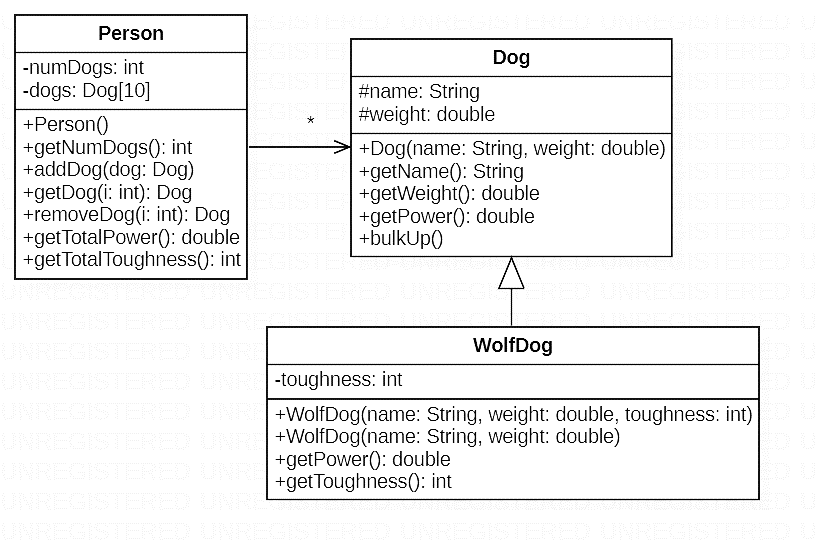 Person
-numDogs: int
-dogs: Dog[10]
+Person()
+getNumDogs(): int
+addDog(dog: Dog)
+getDog(i: int): Dog
+removeDog(i: int): Dog
+getTotalPower(): double
+getTotalToughness(): int
*
Dog
#name: String
#weight: double
+Dog(name: String, weight: double)
+getName(): String
+getWeight(): double
+getPower(): double
+bulkUp()
WolfDog
-toughness: int
+WolfDog(name: String, weight: double, toughness: int)
+WolfDog(name: String, weight: double)
+getPower(): double
+getToughness(): int
UNREGISTERED